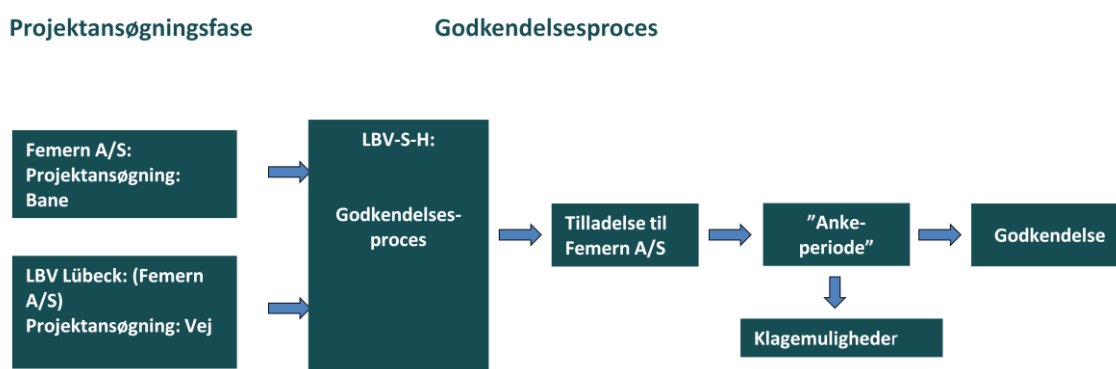 Projektansøgningsfase
Godkendelsesproces
Femern A/S:
Projektansøgning:
Bane
LBV Lübeck: (Femern
A/S)
Projektansøgning: Vej
LBV-S-H:
Godkendelses-
proces
Tilladelse til
Femern A/S
”Anke-
periode”
Klagemuligheder
Godkendelse